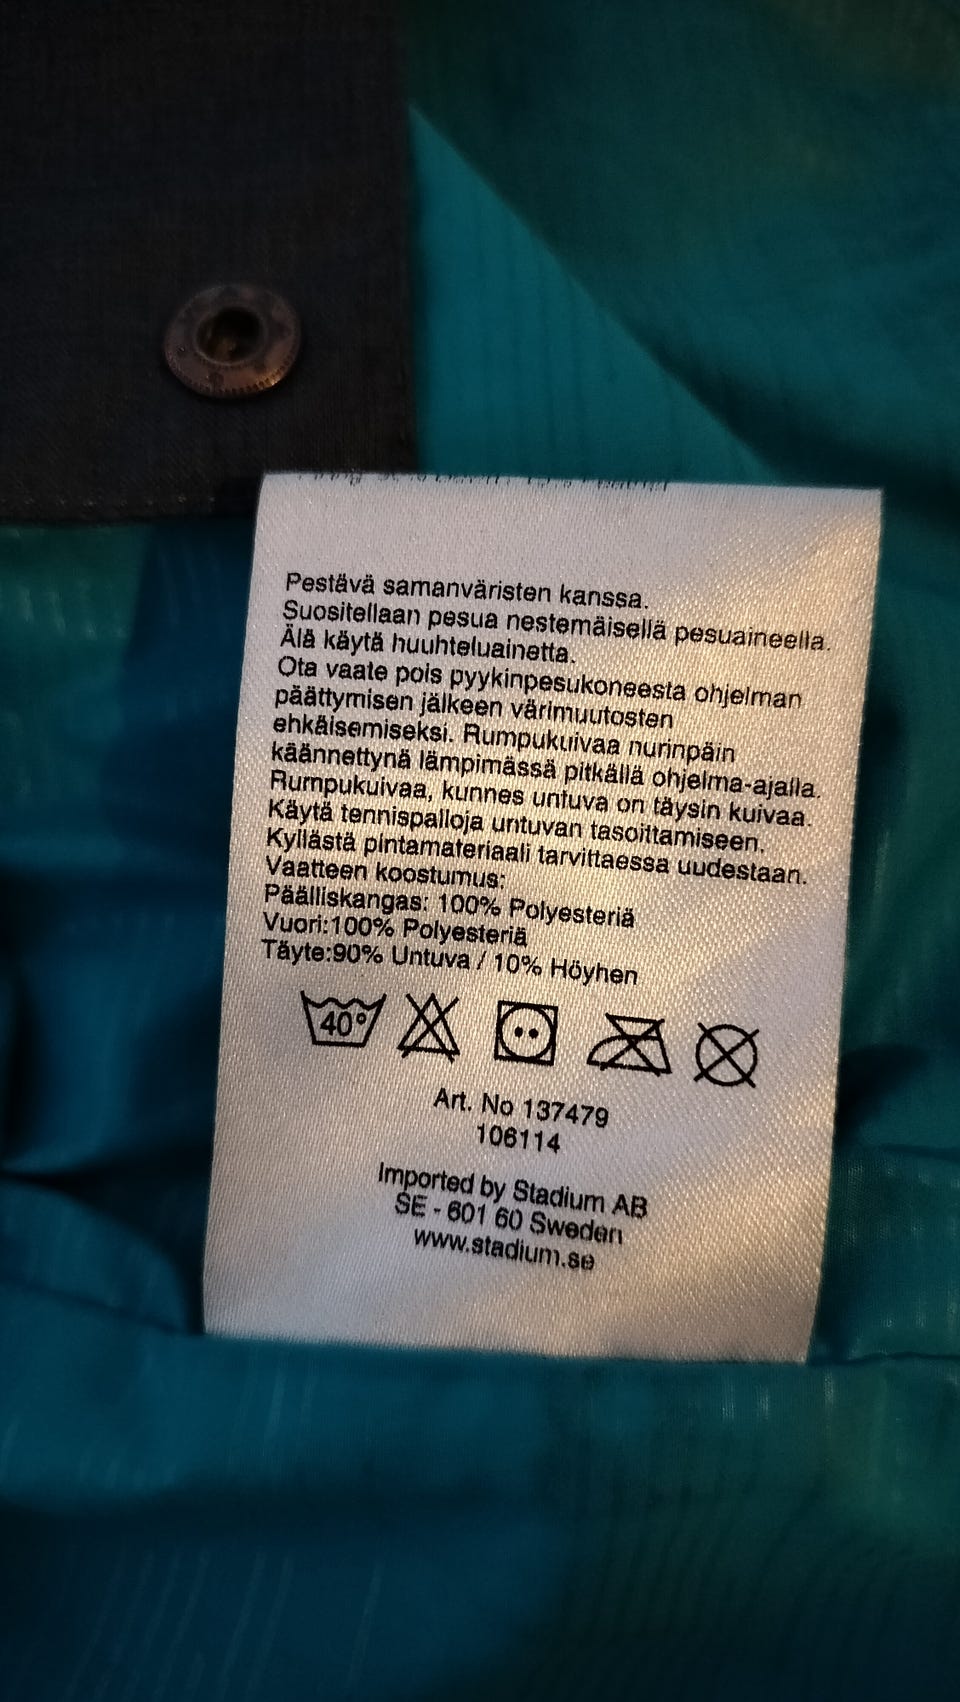 Pestävä samanväristen kanssa.
Suositellaan pesua nestemäisellä pesuaineella.
Älä käytä huuhteluainetta.
Ota vaate pois pyykinpesukoneesta ohjelman
päättymisen jälkeen värimuutosten
ehkäisemiseksi. Rumpukuivaa nurinpäin
käännettynä lämpimässä pitkällä ohjelma-ajalla.
Rumpukuivaa, kunnes untuva on täysin kuivaa.
Käytä tennispalloja untuvan tasoittamiseen.
Kyllästä pintamateriaali tarvittaessa uudestaan.
Vaatteen koostumus:
Päälliskangas: 100% Polyesteriä
Vuori:100% Polyesteriä
Täyte:90% Untuva / 10% Höyhen
40°
Art. No 137479
106114
Imported by Stadium AB
SE - 601 60 Sweden
www.stadium.se